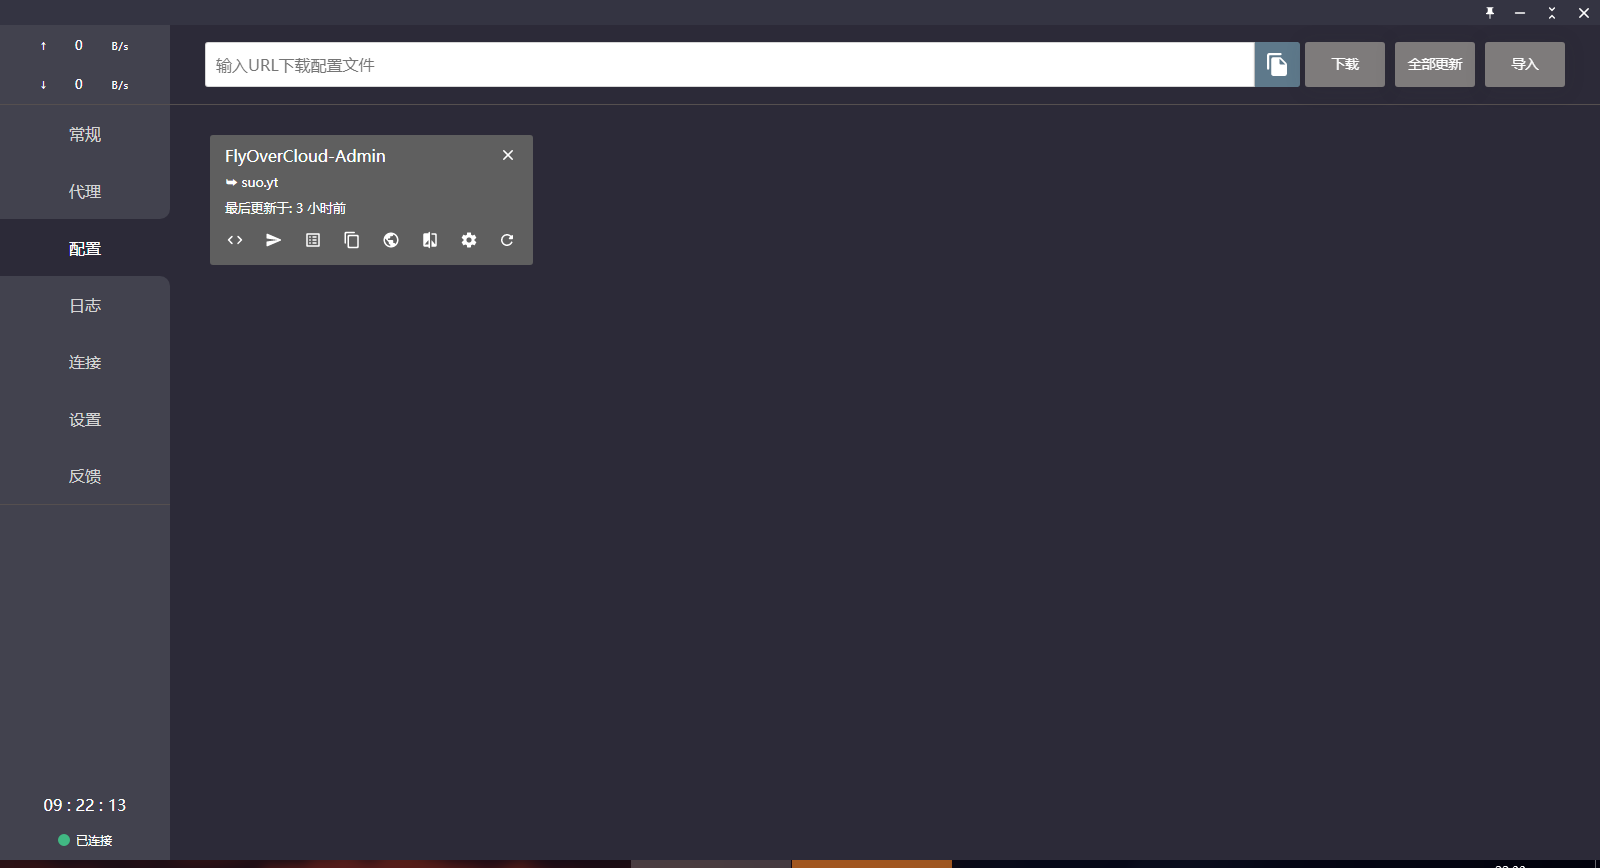 ↑ 0 B/s
↓ 0 B/s
常规
代理
配置
日志
连接
设置
反馈
09 : 22 : 13
已连接
输入URL下载配置文件
下载
全部更新
导入
FlyOverCloud-Admin
suo.yt
最后更新于: 3 小时前